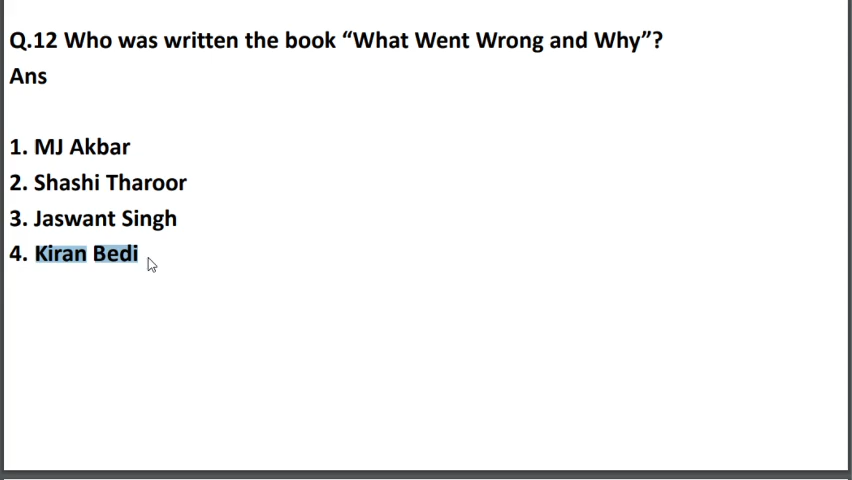 Q.12 Who was written the book “What Went Wrong and Why”?
Ans
1. MJ Akbar
2. Shashi Tharoor
3. Jaswant Singh
4. Kiran Bedi